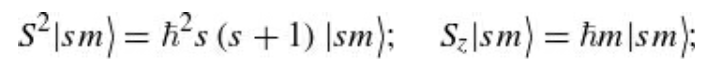 S²|sm⟩ = ħ²s (s + 1) |sm⟩; S_z|sm⟩ = ħm|sm⟩;